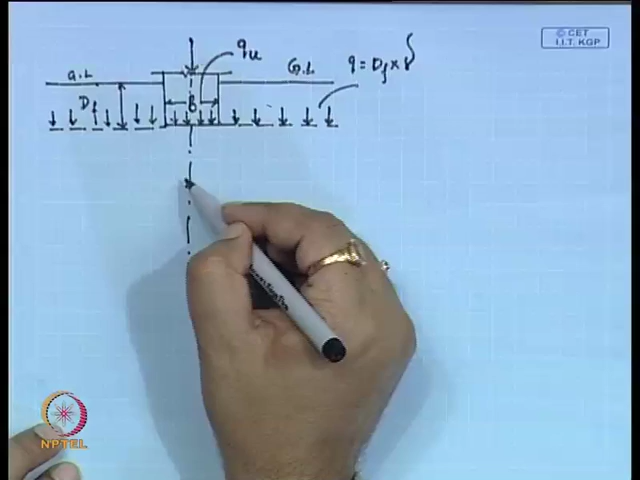 © CET
I.I.T. KGP
qu
G.L
G.L
q = Df × γ
Df
B
NPTEL